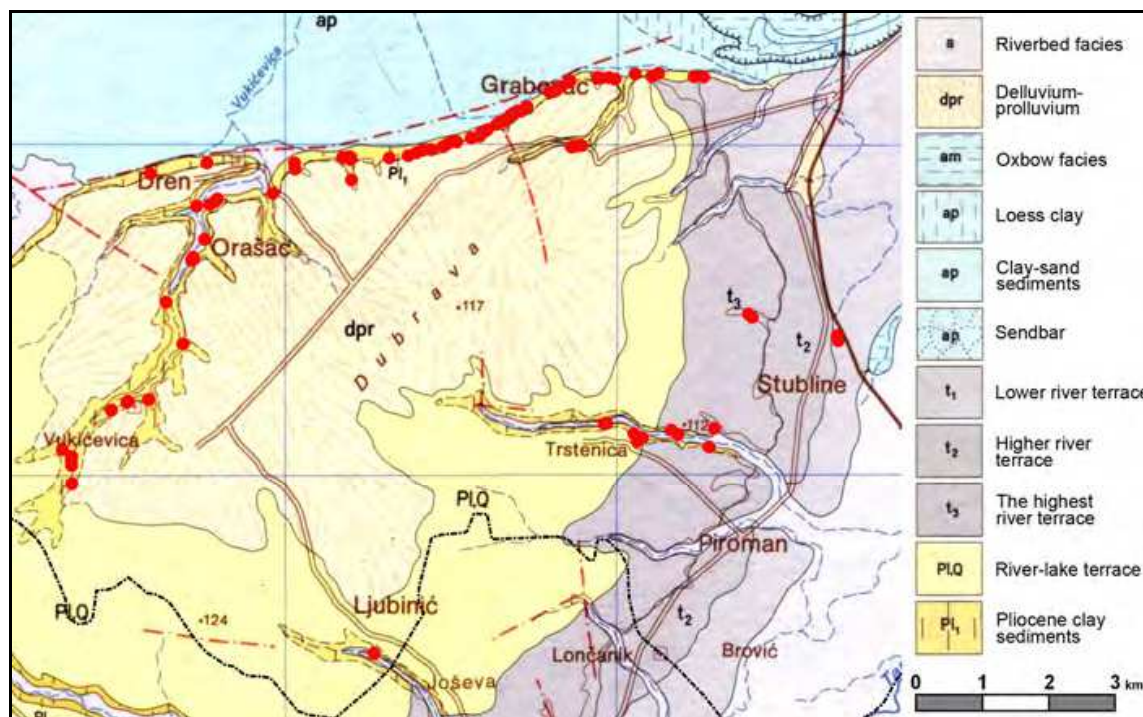 ap
Vukićevica
Grabovac
Dren
Pl₁
Orašac
Dubrava
117
dpr
t₃
t₂
Stubline
Vukićevica
Trstenica
112
Pl,Q
Piroman
Pl,Q
Ljubinić
124
t₂
Lončanik
Brović
Joševa
Pl₁
a Riverbed facies
dpr Delluvium-
prolluvium
am Oxbow facies
ap Loess clay
ap Clay-sand
sediments
ap Sendbar
t₁ Lower river terrace
t₂ Higher river
terrace
t₃ The highest
river terrace
Pl,Q River-lake terrace
Pl₁ Pliocene clay
sediments
0 1 2 3 km